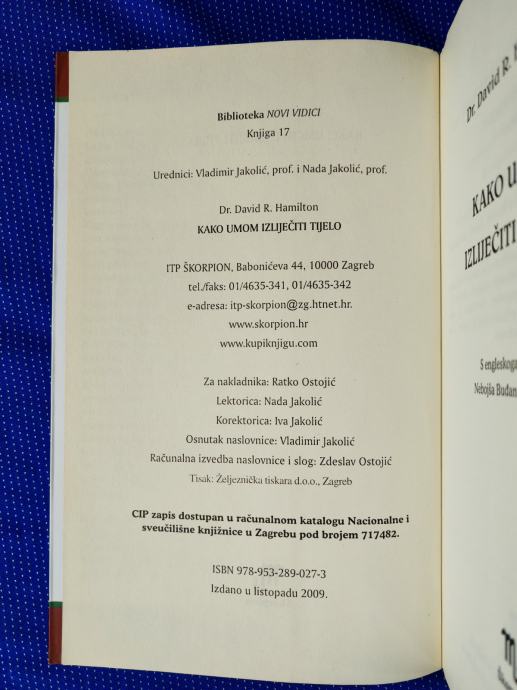 Biblioteka NOVI VIDICI
Knjiga 17
Urednici: Vladimir Jakolić, prof. i Nada Jakolić, prof.
Dr. David R. Hamilton
KAKO UMOM IZLIJEČITI TIJELO
ITP ŠKORPION, Babonićeva 44, 10000 Zagreb
tel./faks: 01/4635-341, 01/4635-342
e-adresa: itp-skorpion@zg.htnet.hr.
www.skorpion.hr
www.kupiknjigu.com
Za nakladnika: Ratko Ostojić
Lektorica: Nada Jakolić
Korektorica: Iva Jakolić
Osnutak naslovnice: Vladimir Jakolić
Računalna izvedba naslovnice i slog: Zdeslav Ostojić
Tisak: Željeznička tiskara d.o.o., Zagreb
CIP zapis dostupan u računalnom katalogu Nacionalne i
sveučilišne knjižnice u Zagrebu pod brojem 717482.
ISBN 978-953-289-027-3
Izdano u listopadu 2009.
Dr. David R.
KAKO
IZLIJEČITI
S engleskoga
Nebojša